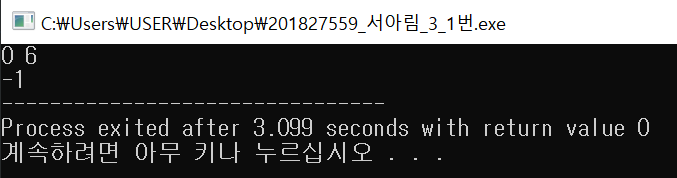 C:₩Users₩USER₩Desktop₩201827559_서아림_3_1번.exe
0 6
-1
--------------------------------
Process exited after 3.099 seconds with return value 0
계속하려면 아무 키나 누르십시오 . . .